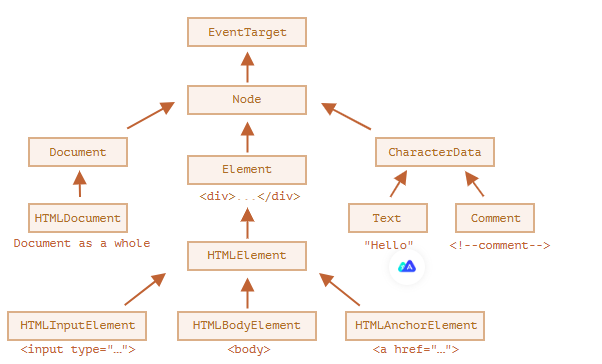 EventTarget
Node
Document
Element
CharacterData
<div>...</div>
HTMLDocument
Text
Comment
Document as a whole
"Hello"
<!--comment-->
HTMLElement
HTMLInputElement
HTMLBodyElement
HTMLAnchorElement
<input type="…">
<body>
<a href="…">